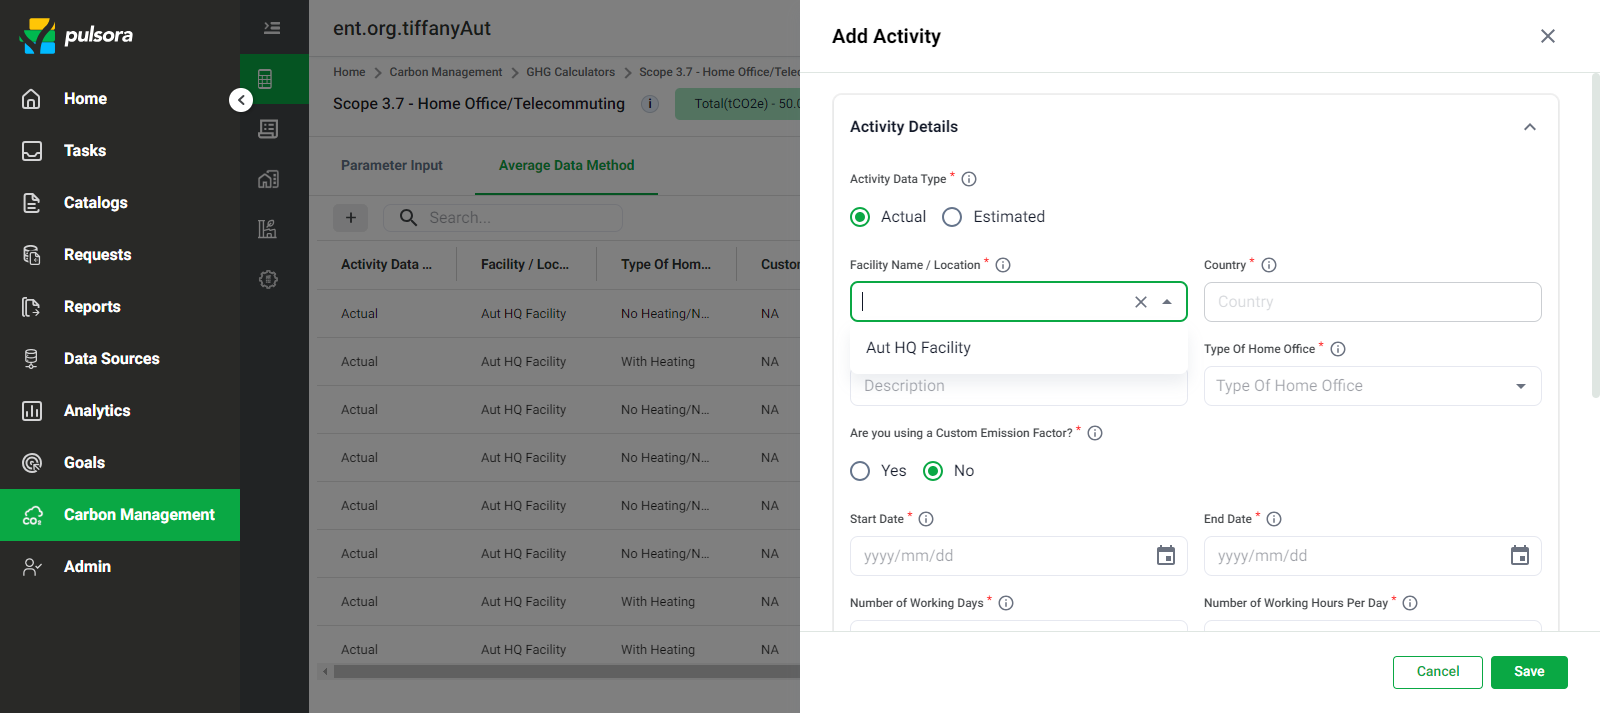 pulsora
Home
Tasks
Catalogs
Requests
Reports
Data Sources
Analytics
Goals
Carbon Management
Admin
ent.org.tiffanyAut
Home > Carbon Management > GHG Calculators > Scope 3.7 - Home Office/Tele
Scope 3.7 - Home Office/Telecommuting i Total(tCO2e) - 50.
Parameter Input Average Data Method
+ Search...
Activity Data ... Facility / Loc... Type Of Hom... Custo
Actual Aut HQ Facility No Heating/N... NA
Actual Aut HQ Facility With Heating NA
Actual Aut HQ Facility No Heating/N... NA
Actual Aut HQ Facility No Heating/N... NA
Actual Aut HQ Facility No Heating/N... NA
Actual Aut HQ Facility No Heating/N... NA
Actual Aut HQ Facility With Heating NA
Actual Aut HQ Facility With Heating NA
Add Activity
Activity Details
Activity Data Type *
Actual Estimated
Facility Name / Location * Country *
Country
Aut HQ Facility
Type Of Home Office *
Description Type Of Home Office
Are you using a Custom Emission Factor? *
Yes No
Start Date * End Date *
yyyy/mm/dd yyyy/mm/dd
Number of Working Days * Number of Working Hours Per Day *
Cancel Save